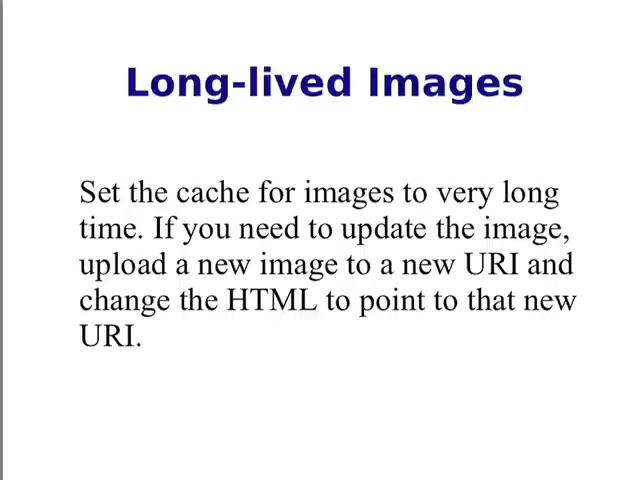 Long-lived Images
Set the cache for images to very long
time. If you need to update the image,
upload a new image to a new URI and
change the HTML to point to that new
URI.